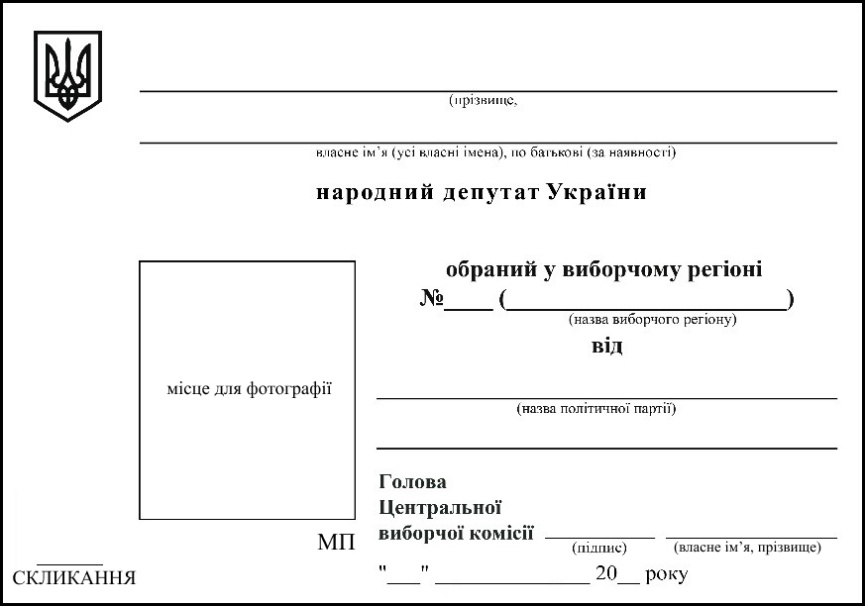 (прізвище,
власне ім’я (усі власні імена), по батькові (за наявності)
народний депутат України
обраний у виборчому регіоні
№____ (________________________)
(назва виборчого регіону)
від
місце для фотографії
(назва політичної партії)
Голова
Центральної
виборчої комісії __________ ______________
(підпис) (власне ім’я, прізвище)
МП
"___" ______________ 20__ року
______
СКЛИКАННЯ